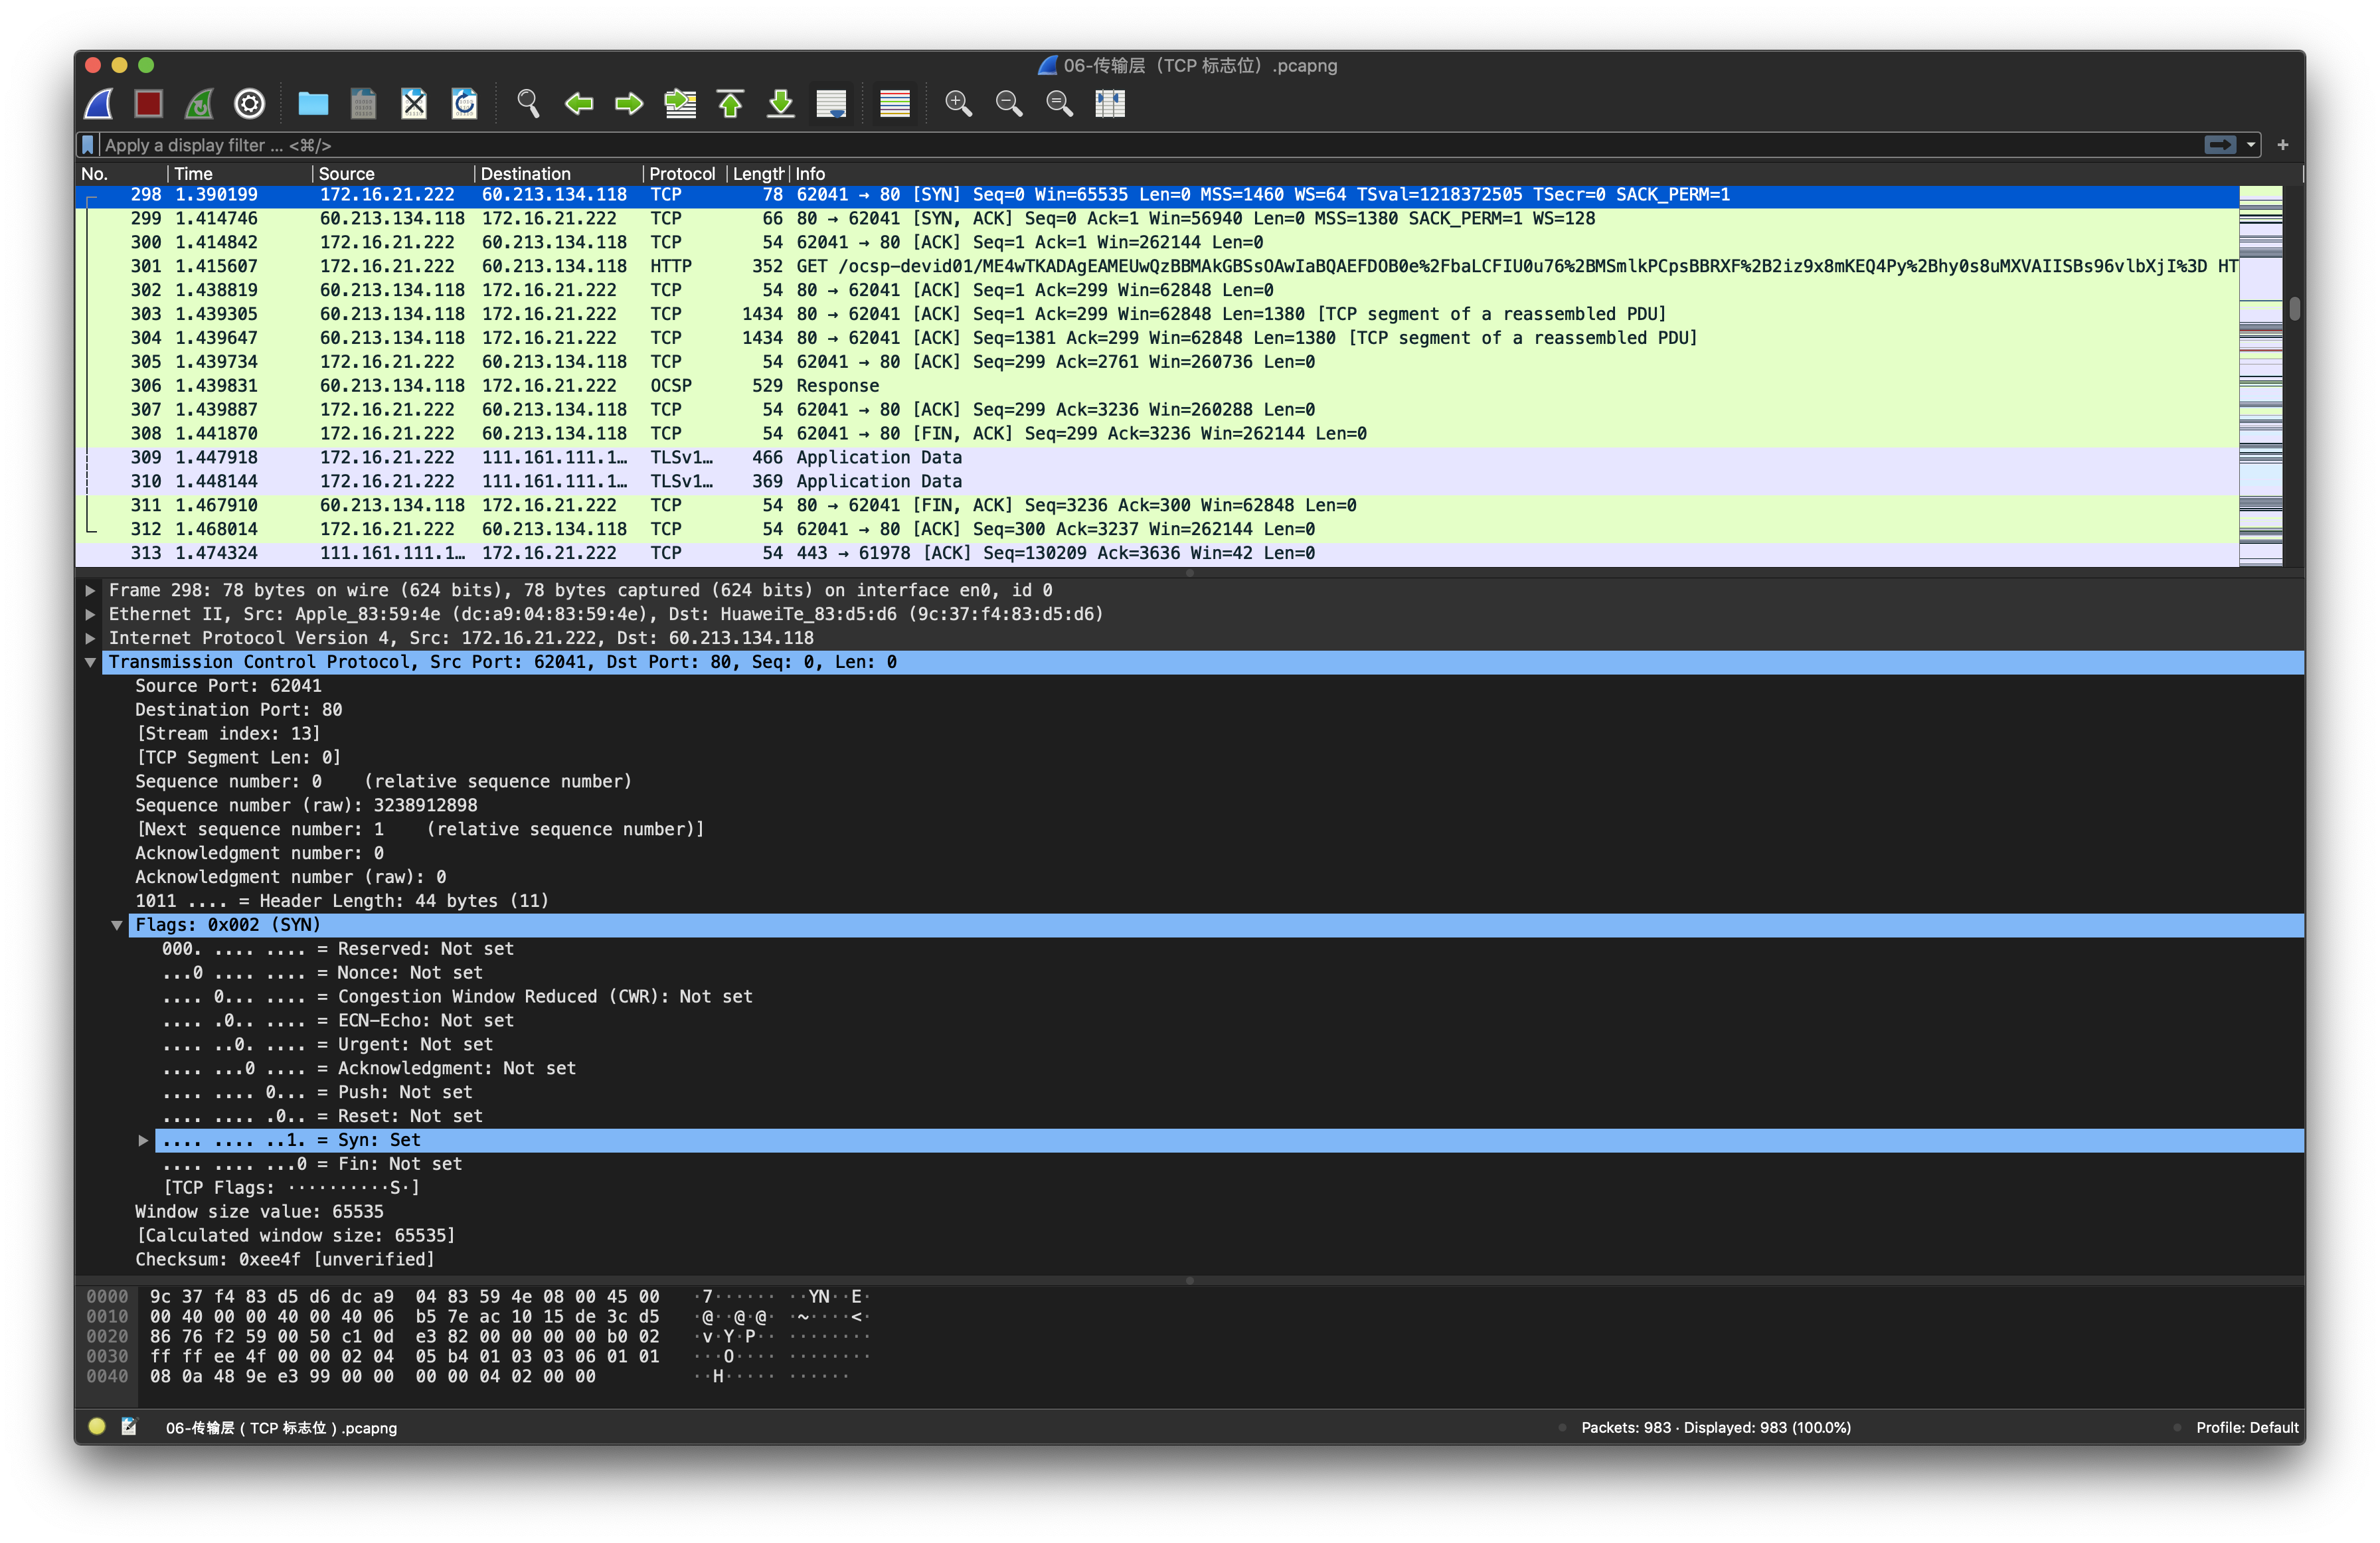 06-传输层（TCP 标志位）.pcapng
Apply a display filter ... <⌘/>
No. Time Source Destination Protocol Length Info
298 1.390199 172.16.21.222 60.213.134.118 TCP 78 62041 → 80 [SYN] Seq=0 Win=65535 Len=0 MSS=1460 WS=64 TSval=1218372505 TSecr=0 SACK_PERM=1
299 1.414746 60.213.134.118 172.16.21.222 TCP 66 80 → 62041 [SYN, ACK] Seq=0 Ack=1 Win=56940 Len=0 MSS=1380 SACK_PERM=1 WS=128
300 1.414842 172.16.21.222 60.213.134.118 TCP 54 62041 → 80 [ACK] Seq=1 Ack=1 Win=262144 Len=0
301 1.415607 172.16.21.222 60.213.134.118 HTTP 352 GET /ocsp-devid01/ME4wTKADAgEAMEUwQzBBMAkGBSsOAwIaBQAEFDOB0e%2FbaLCFIU0u76%2BMSmlkPCpsBBRXF%2B2iz9x8mKEQ4Py%2Bhy0s8uMXVAIISBs96vlbXjI%3D HT
302 1.438819 60.213.134.118 172.16.21.222 TCP 54 80 → 62041 [ACK] Seq=1 Ack=299 Win=62848 Len=0
303 1.439305 60.213.134.118 172.16.21.222 TCP 1434 80 → 62041 [ACK] Seq=1 Ack=299 Win=62848 Len=1380 [TCP segment of a reassembled PDU]
304 1.439647 60.213.134.118 172.16.21.222 TCP 1434 80 → 62041 [ACK] Seq=1381 Ack=299 Win=62848 Len=1380 [TCP segment of a reassembled PDU]
305 1.439734 172.16.21.222 60.213.134.118 TCP 54 62041 → 80 [ACK] Seq=299 Ack=2761 Win=260736 Len=0
306 1.439831 60.213.134.118 172.16.21.222 OCSP 529 Response
307 1.439887 172.16.21.222 60.213.134.118 TCP 54 62041 → 80 [ACK] Seq=299 Ack=3236 Win=260288 Len=0
308 1.441870 172.16.21.222 60.213.134.118 TCP 54 62041 → 80 [FIN, ACK] Seq=299 Ack=3236 Win=262144 Len=0
309 1.447918 172.16.21.222 111.161.111.1… TLSv1… 466 Application Data
310 1.448144 172.16.21.222 111.161.111.1… TLSv1… 369 Application Data
311 1.467910 60.213.134.118 172.16.21.222 TCP 54 80 → 62041 [FIN, ACK] Seq=3236 Ack=300 Win=62848 Len=0
312 1.468014 172.16.21.222 60.213.134.118 TCP 54 62041 → 80 [ACK] Seq=300 Ack=3237 Win=262144 Len=0
313 1.474324 111.161.111.1… 172.16.21.222 TCP 54 443 → 61978 [ACK] Seq=130209 Ack=3636 Win=42 Len=0
Frame 298: 78 bytes on wire (624 bits), 78 bytes captured (624 bits) on interface en0, id 0
Ethernet II, Src: Apple_83:59:4e (dc:a9:04:83:59:4e), Dst: HuaweiTe_83:d5:d6 (9c:37:f4:83:d5:d6)
Internet Protocol Version 4, Src: 172.16.21.222, Dst: 60.213.134.118
Transmission Control Protocol, Src Port: 62041, Dst Port: 80, Seq: 0, Len: 0
Source Port: 62041
Destination Port: 80
[Stream index: 13]
[TCP Segment Len: 0]
Sequence number: 0 (relative sequence number)
Sequence number (raw): 3238912898
[Next sequence number: 1 (relative sequence number)]
Acknowledgment number: 0
Acknowledgment number (raw): 0
1011 .... = Header Length: 44 bytes (11)
Flags: 0x002 (SYN)
000. .... .... = Reserved: Not set
...0 .... .... = Nonce: Not set
.... 0... .... = Congestion Window Reduced (CWR): Not set
.... .0.. .... = ECN-Echo: Not set
.... ..0. .... = Urgent: Not set
.... ...0 .... = Acknowledgment: Not set
.... .... 0... = Push: Not set
.... .... .0.. = Reset: Not set
.... .... ..1. = Syn: Set
.... .... ...0 = Fin: Not set
[TCP Flags: ··········S·]
Window size value: 65535
[Calculated window size: 65535]
Checksum: 0xee4f [unverified]
0000 9c 37 f4 83 d5 d6 dc a9 04 83 59 4e 08 00 45 00 ·7······ ··YN··E·
0010 00 40 00 00 40 00 40 06 b5 7e ac 10 15 de 3c d5 ·@··@·@· ·~····<·
0020 86 76 f2 59 00 50 c1 0d e3 82 00 00 00 00 b0 02 ·v·Y·P·· ········
0030 ff ff ee 4f 00 00 02 04 05 b4 01 03 03 06 01 01 ···O···· ········
0040 08 0a 48 9e e3 99 00 00 00 00 04 02 00 00 ··H····· ······
06-传输层（TCP 标志位）.pcapng Packets: 983 · Displayed: 983 (100.0%) Profile: Default